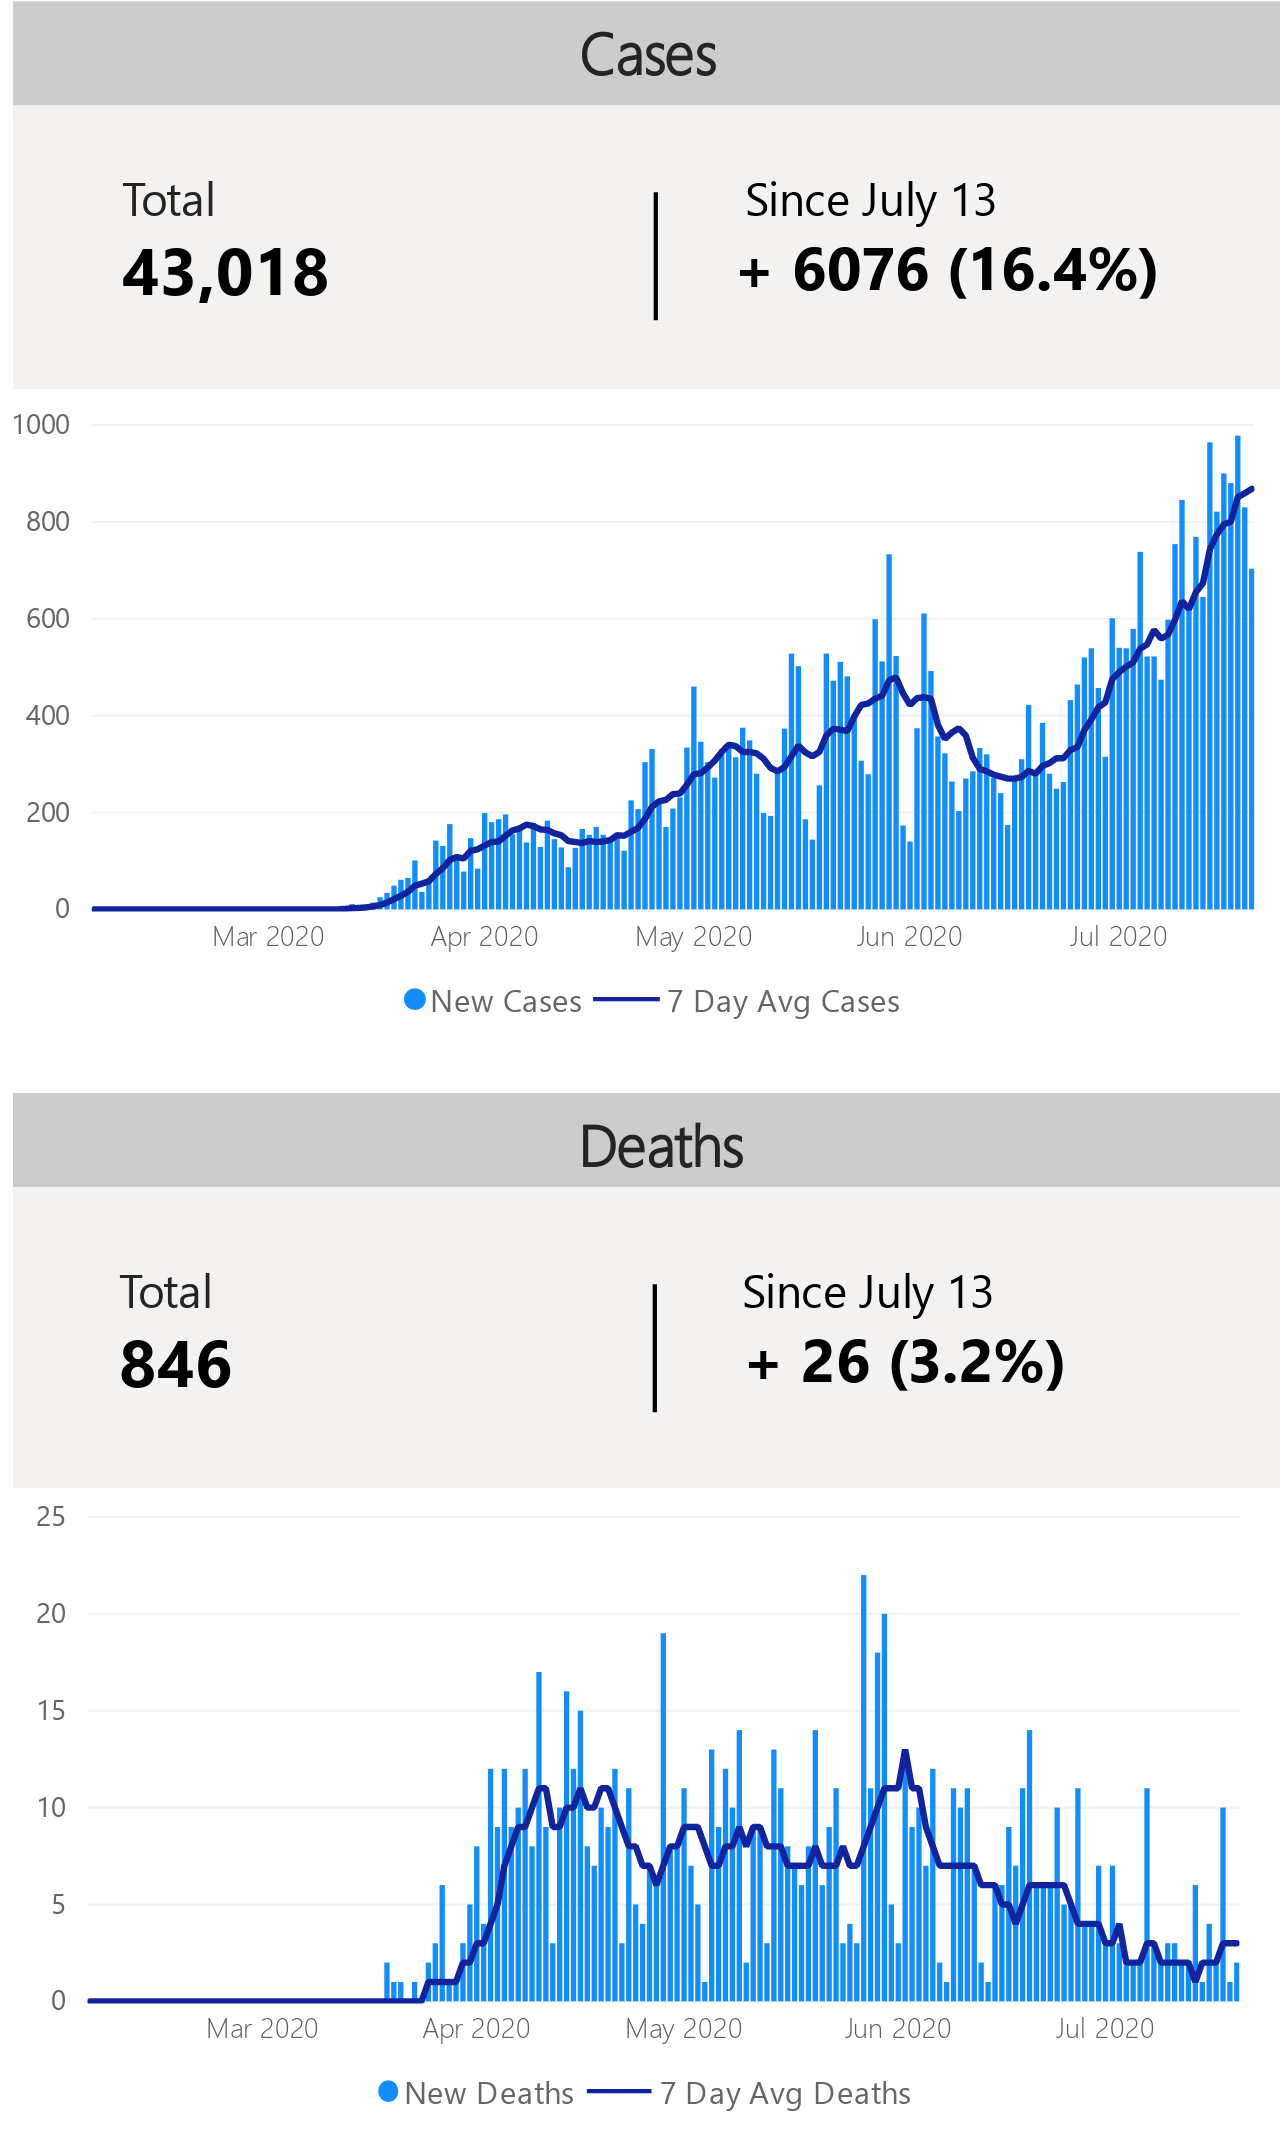 Cases
Total
Since July 13
43,018
+ 6076 (16.4%)
1000
800
600
400
200
0
Mar 2020 Apr 2020 May 2020 Jun 2020 Jul 2020
New Cases 7 Day Avg Cases
Deaths
Total
Since July 13
846
+ 26 (3.2%)
25
20
15
10
5
0
Mar 2020 Apr 2020 May 2020 Jun 2020 Jul 2020
New Deaths 7 Day Avg Deaths